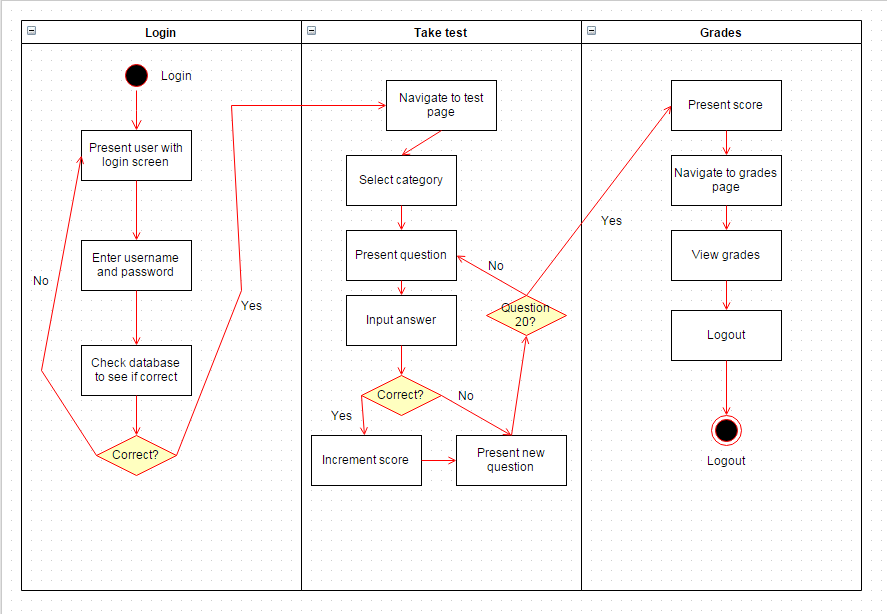 Login
Take test
Grades
Login
Present user with
login screen
Enter username
and password
Check database
to see if correct
Correct?
No
Yes
Navigate to test
page
Select category
Present question
Input answer
Correct?
Yes
No
Increment score
Present new
question
Question
20?
No
Yes
Present score
Navigate to grades
page
View grades
Logout
Logout